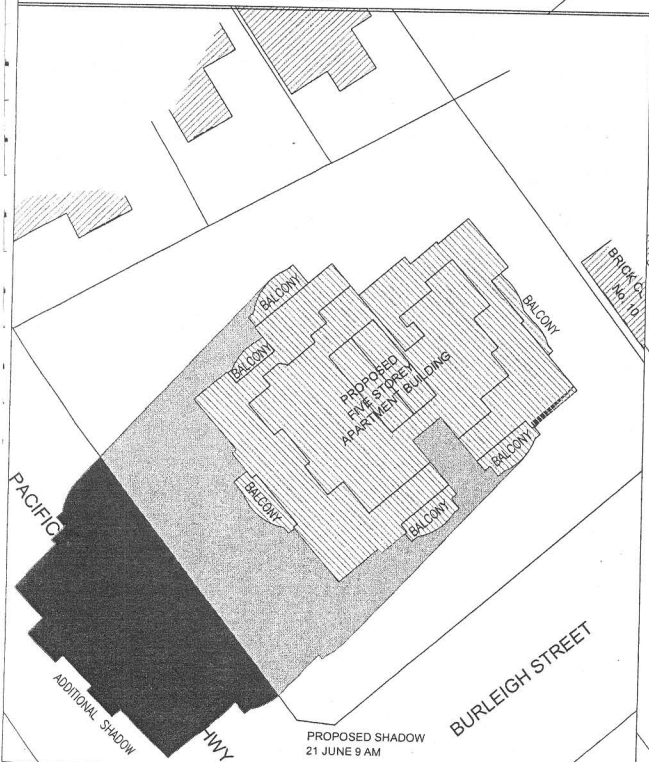 BALCONY
BALCONY
BALCONY
BRICK
No. 10
PROPOSED
FIVE STOREY
APARTMENT BUILDING
BALCONY
BALCONY
BALCONY
PACIFIC
HWY
ADDITIONAL SHADOW
BURLEIGH STREET
PROPOSED SHADOW
21 JUNE 9 AM